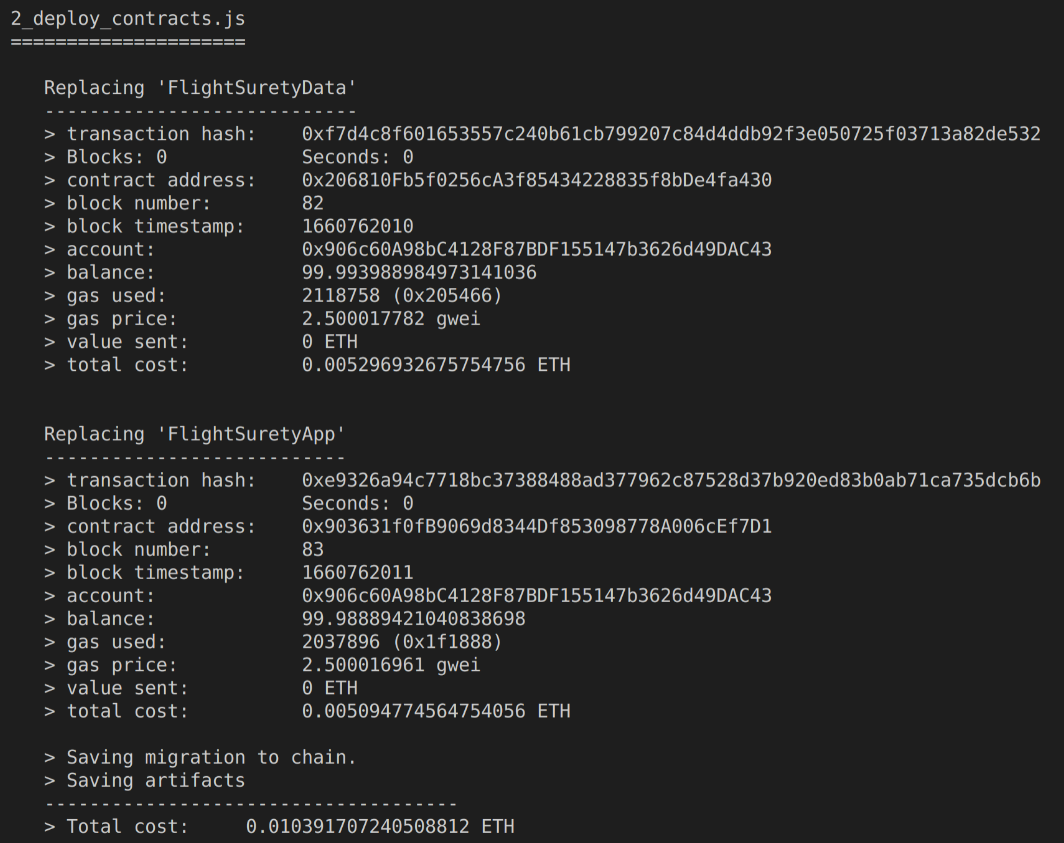 2_deploy_contracts.js
=====================
Replacing 'FlightSuretyData'
----------------------------
> transaction hash:    0xf7d4c8f601653557c240b61cb799207c84d4ddb92f3e050725f03713a82de532
> Blocks: 0            Seconds: 0
> contract address:    0x206810Fb5f0256cA3f85434228835f8bDe4fa430
> block number:        82
> block timestamp:     1660762010
> account:             0x906c60A98bC4128F87BDF155147b3626d49DAC43
> balance:             99.993988984973141036
> gas used:            2118758 (0x205466)
> gas price:           2.500017782 gwei
> value sent:          0 ETH
> total cost:          0.005296932675754756 ETH
Replacing 'FlightSuretyApp'
---------------------------
> transaction hash:    0xe9326a94c7718bc37388488ad377962c87528d37b920ed83b0ab71ca735dcb6b
> Blocks: 0            Seconds: 0
> contract address:    0x903631f0fB9069d8344Df853098778A006cEf7D1
> block number:        83
> block timestamp:     1660762011
> account:             0x906c60A98bC4128F87BDF155147b3626d49DAC43
> balance:             99.98889421040838698
> gas used:            2037896 (0x1f1888)
> gas price:           2.500016961 gwei
> value sent:          0 ETH
> total cost:          0.005094774564754056 ETH
> Saving migration to chain.
> Saving artifacts
-------------------------------------
> Total cost:     0.010391707240508812 ETH